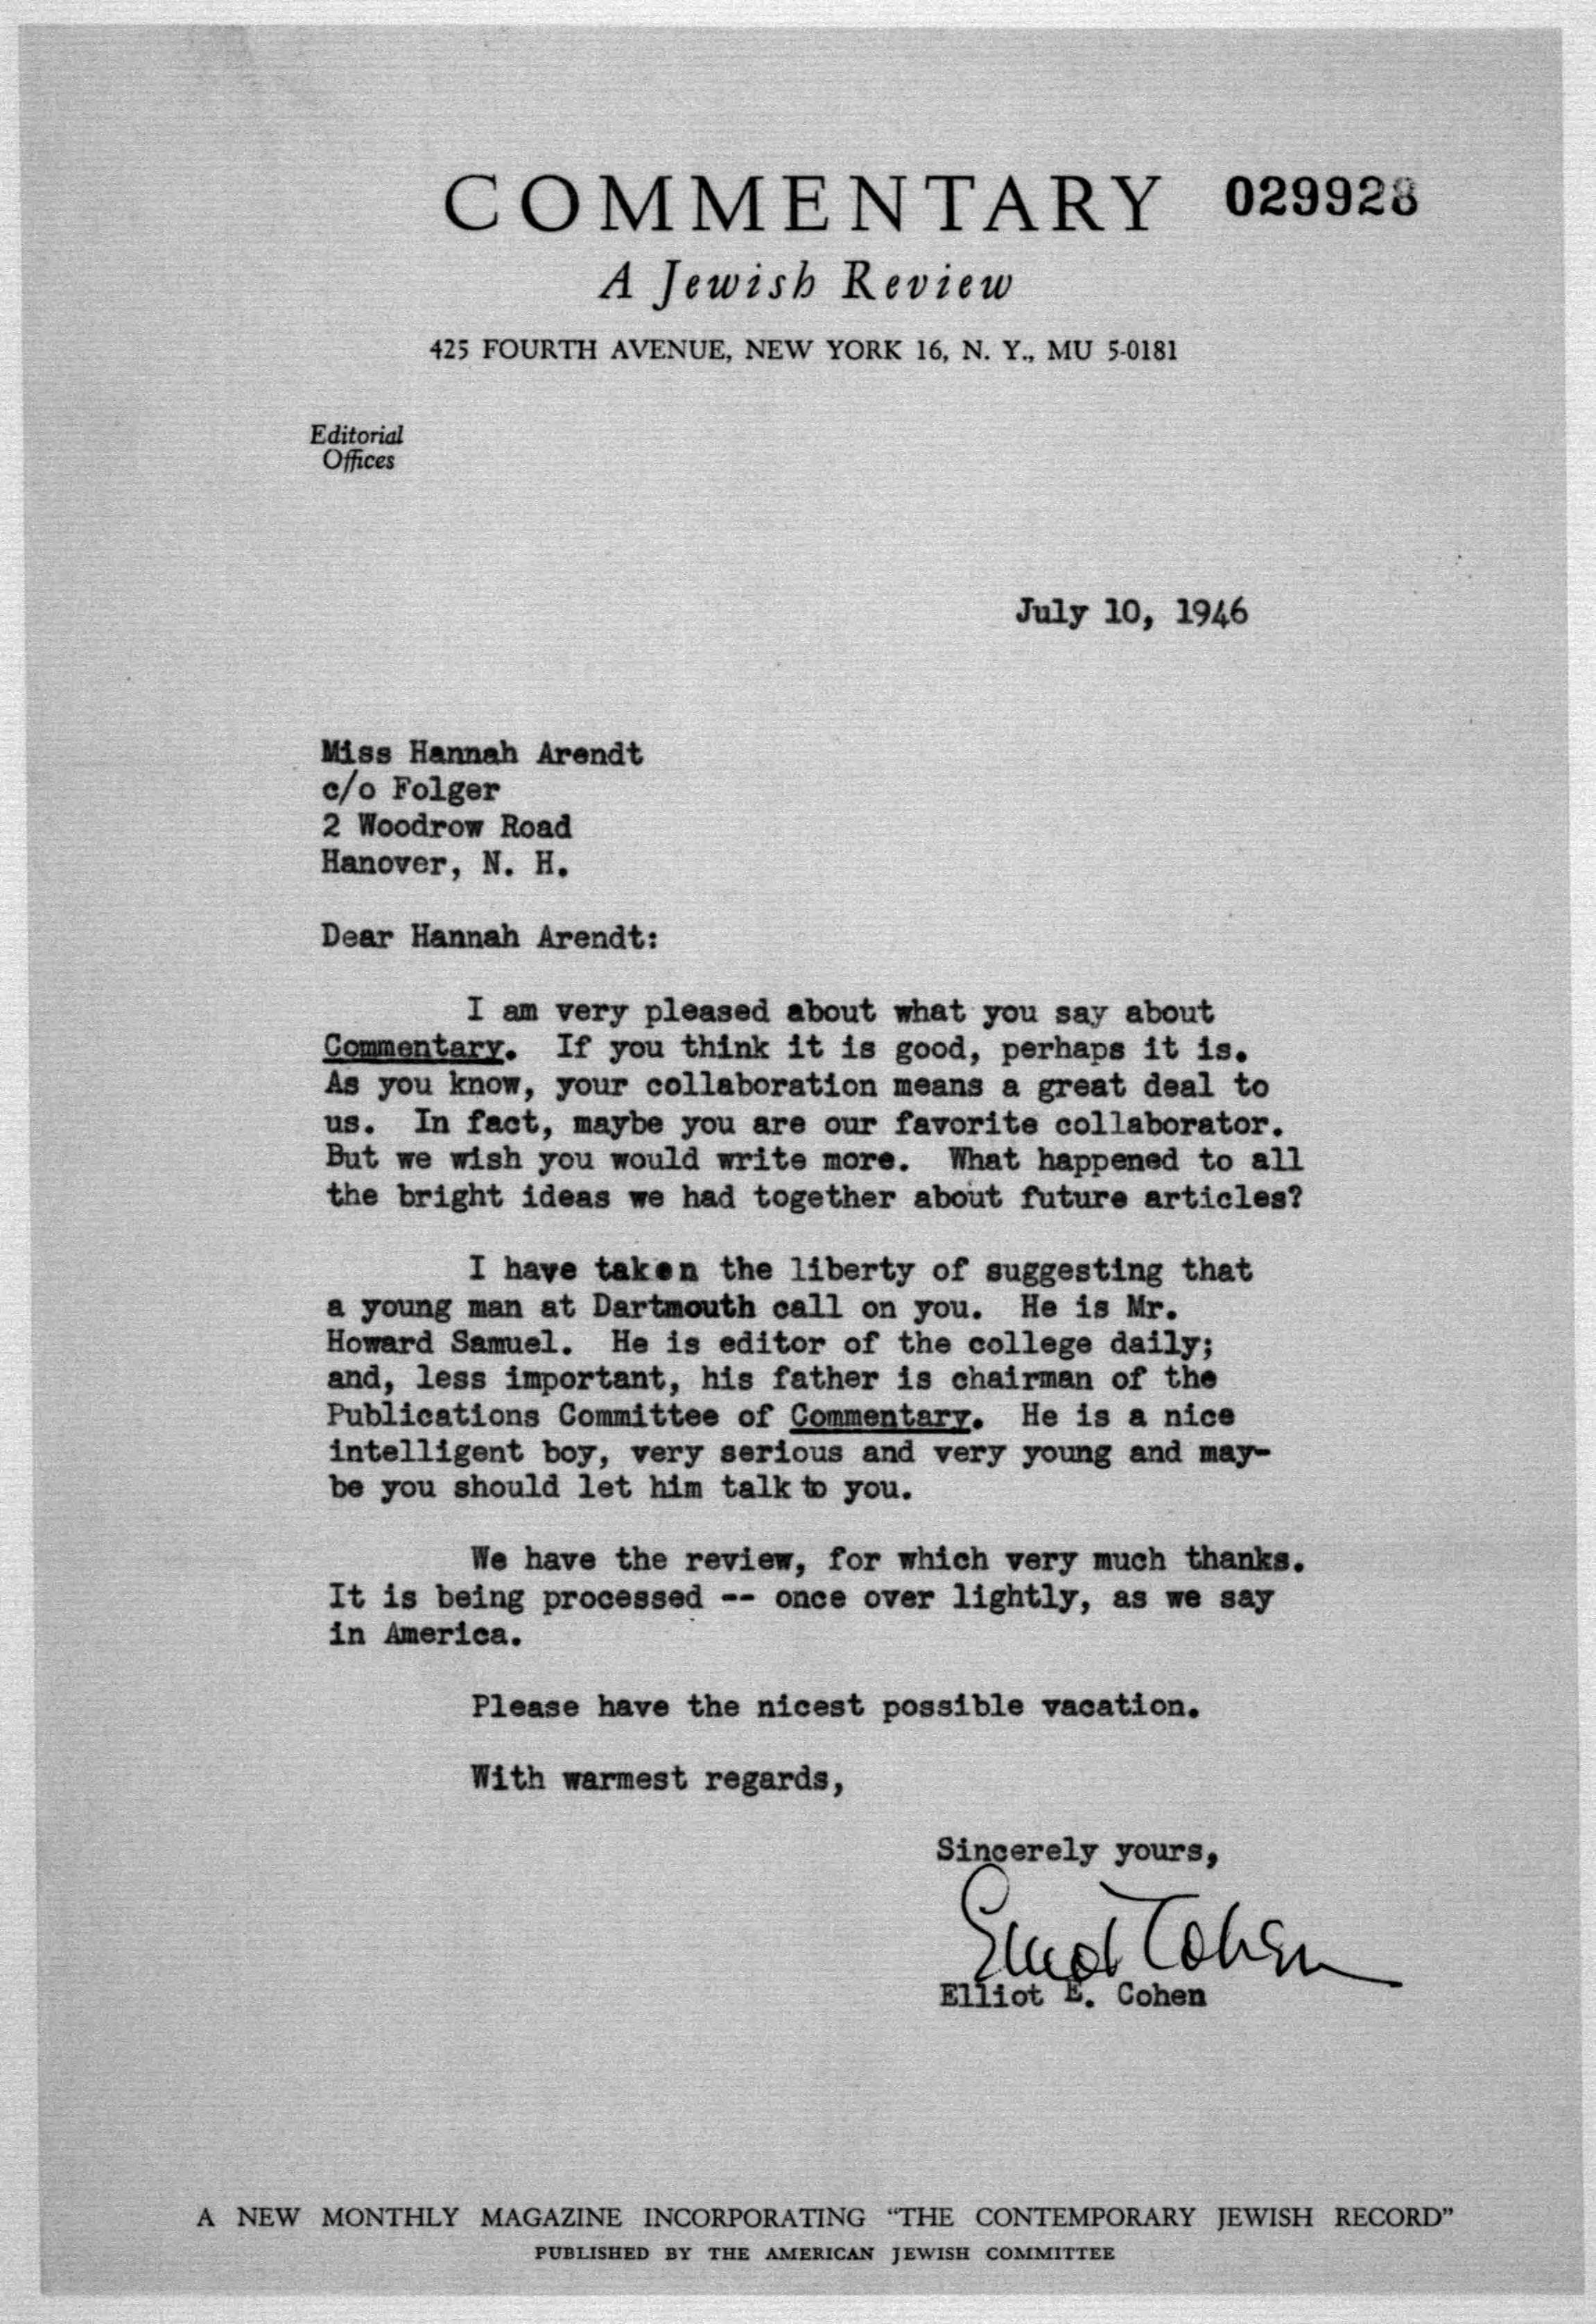 COMMENTARY 029928
A Jewish Review
425 FOURTH AVENUE, NEW YORK 16, N. Y., MU 5-0181
Editorial
Offices
July 10, 1946
Miss Hannah Arendt
c/o Folger
2 Woodrow Road
Hanover, N. H.
Dear Hannah Arendt:
I am very pleased about what you say about
Commentary. If you think it is good, perhaps it is.
As you know, your collaboration means a great deal to
us. In fact, maybe you are our favorite collaborator.
But we wish you would write more. What happened to all
the bright ideas we had together about future articles?
I have taken the liberty of suggesting that
a young man at Dartmouth call on you. He is Mr.
Howard Samuel. He is editor of the college daily;
and, less important, his father is chairman of the
Publications Committee of Commentary. He is a nice
intelligent boy, very serious and very young and may-
be you should let him talk to you.
We have the review, for which very much thanks.
It is being processed -- once over lightly, as we say
in America.
Please have the nicest possible vacation.
With warmest regards,
Sincerely yours,
Elliot Cohen
Elliot E. Cohen
A NEW MONTHLY MAGAZINE INCORPORATING "THE CONTEMPORARY JEWISH RECORD"
PUBLISHED BY THE AMERICAN JEWISH COMMITTEE